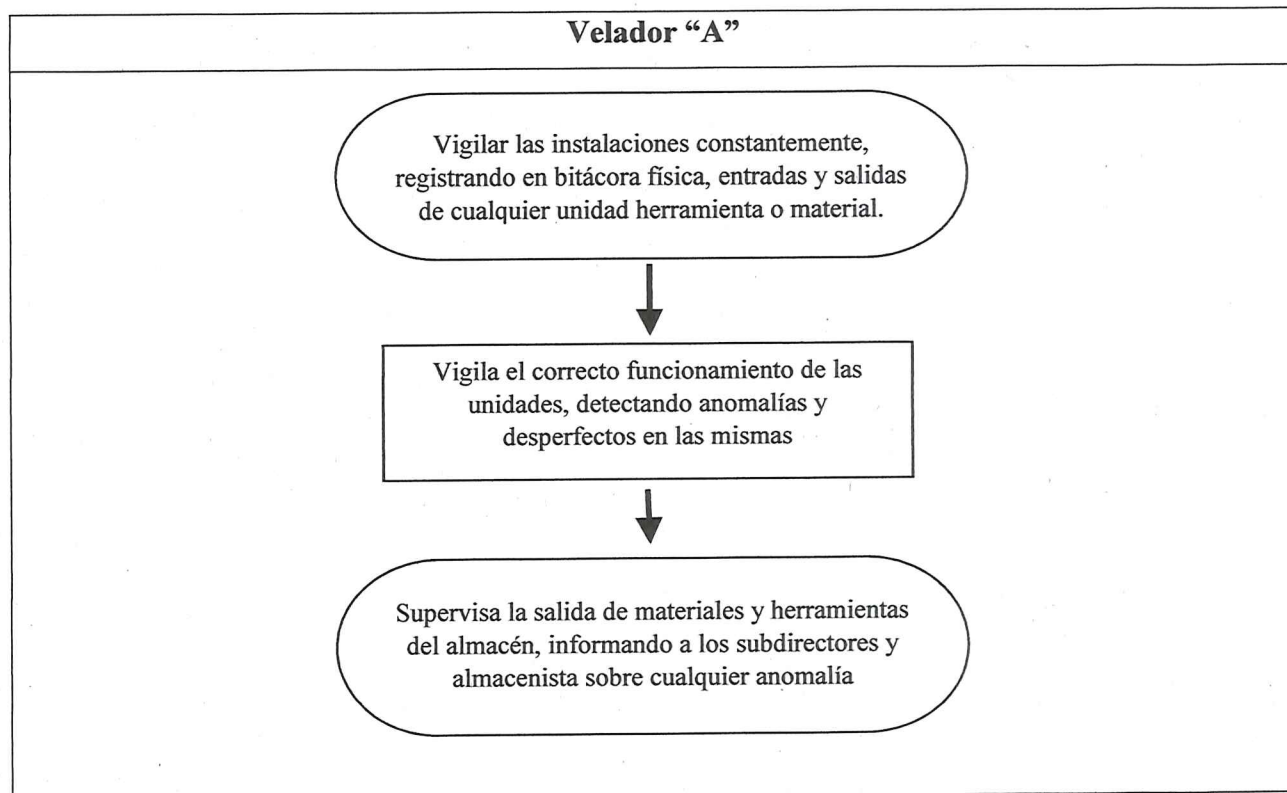 Velador “A”
Vigilar las instalaciones constantemente,
registrando en bitácora física, entradas y salidas
de cualquier unidad herramienta o material.
Vigila el correcto funcionamiento de las
unidades, detectando anomalías y
desperfectos en las mismas
Supervisa la salida de materiales y herramientas
del almacén, informando a los subdirectores y
almacenista sobre cualquier anomalía